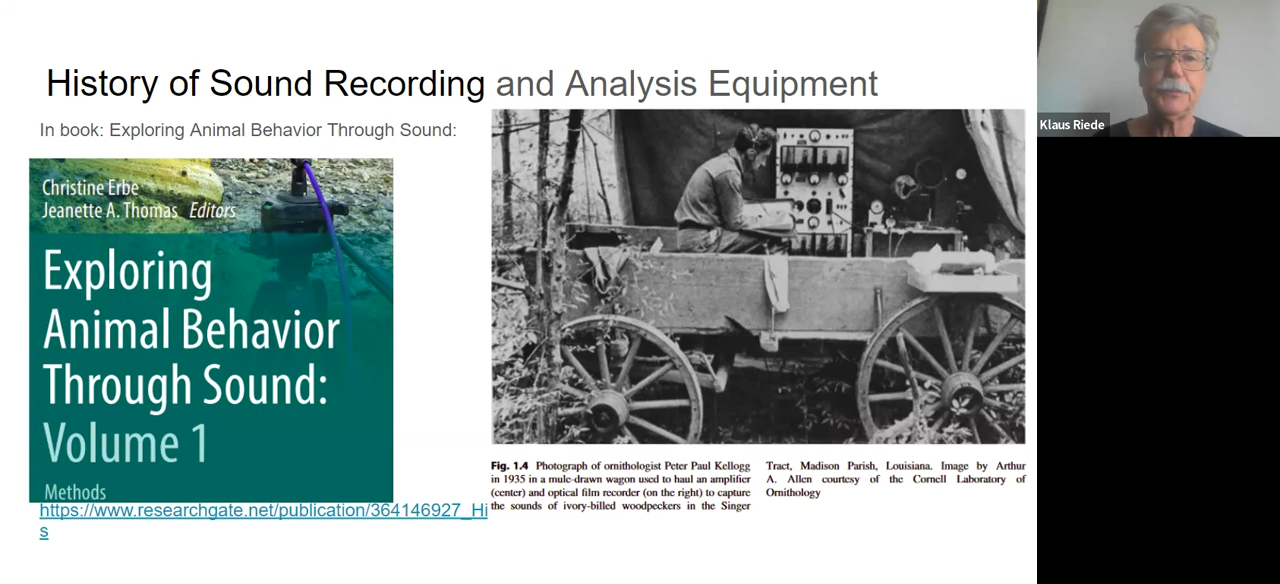 History of Sound Recording and Analysis Equipment
In book: Exploring Animal Behavior Through Sound:
Christine Erbe
Jeanette A. Thomas Editors
Exploring
Animal Behavior
Through Sound:
Volume 1
Methods
https://www.researchgate.net/publication/364146927_Hi
s
Fig. 1.4 Photograph of ornithologist Peter Paul Kellogg
in 1935 in a mule-drawn wagon used to haul an amplifier
(center) and optical film recorder (on the right) to capture
the sounds of ivory-billed woodpeckers in the Singer
Tract, Madison Parish, Louisiana. Image by Arthur
A. Allen courtesy of the Cornell Laboratory of
Ornithology
Klaus Riede